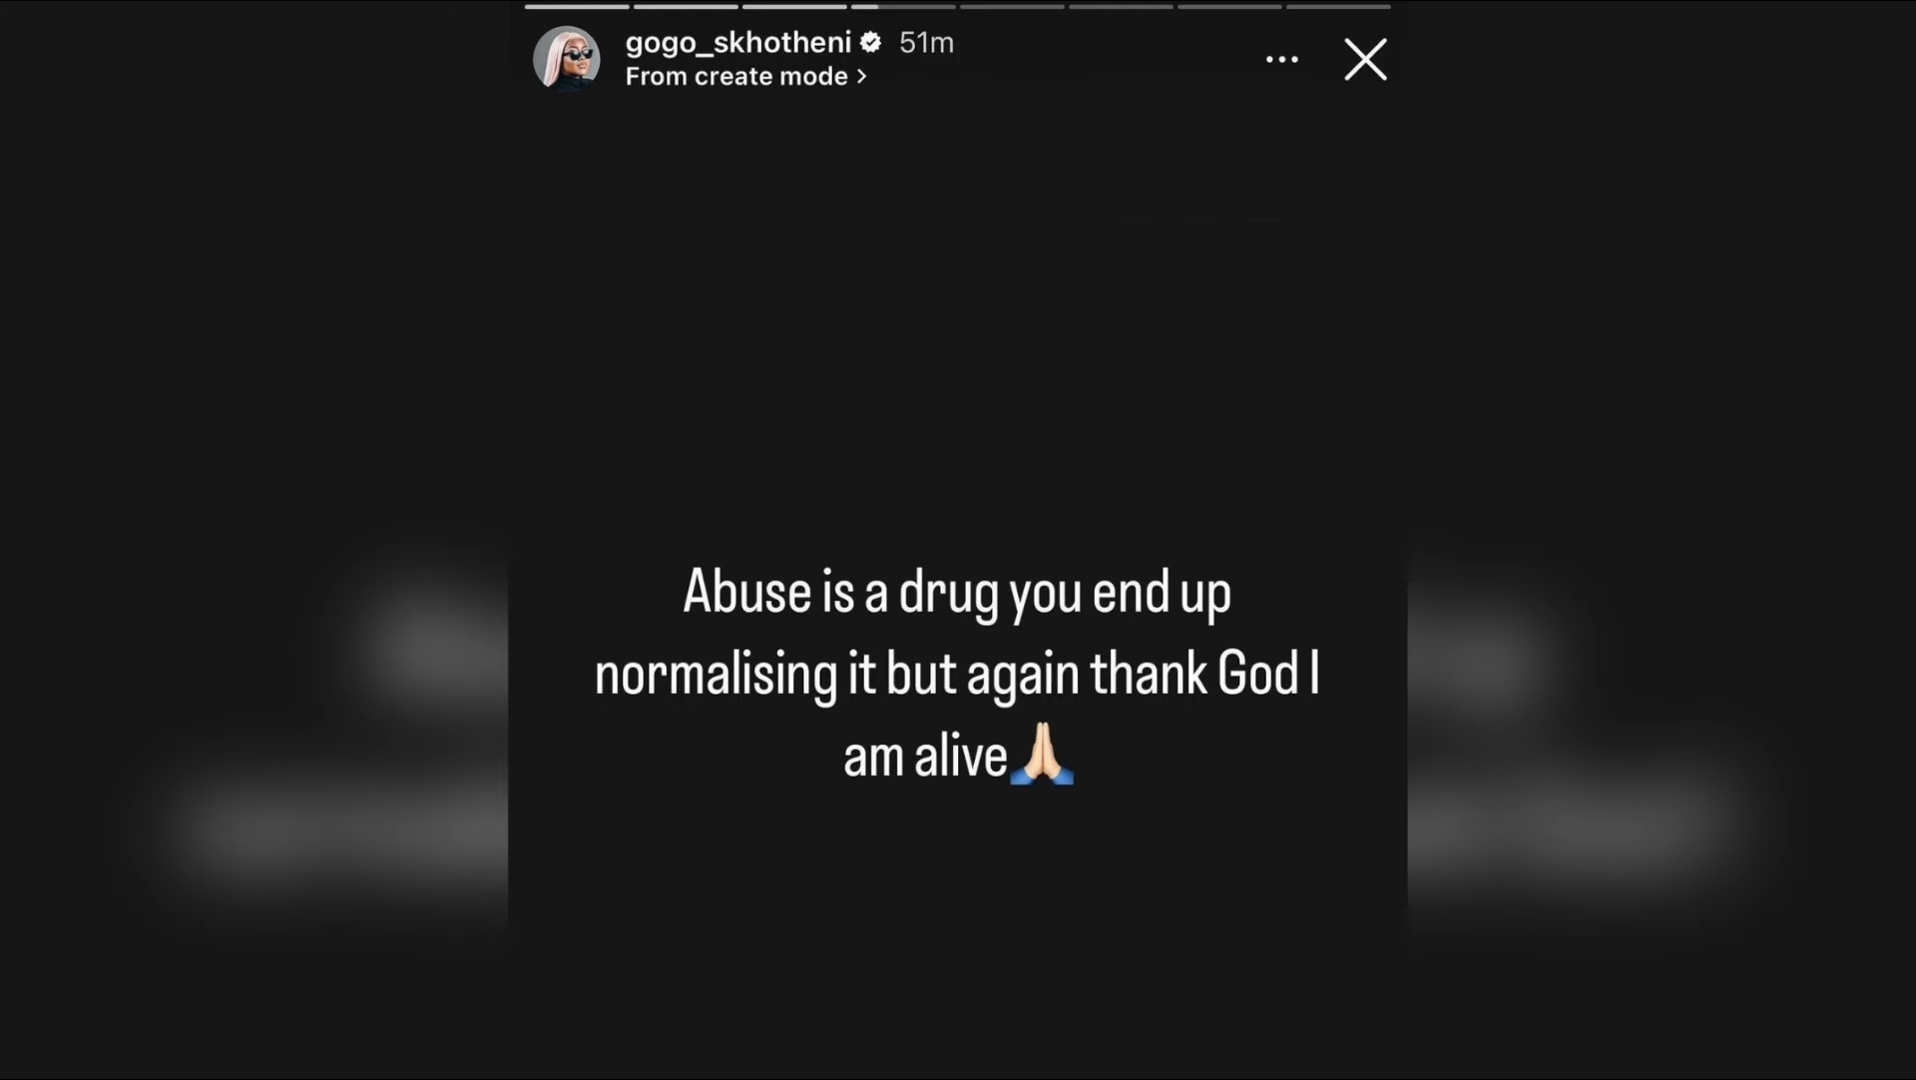 gogo_skhotheni 51m
From create mode >
Abuse is a drug you end up
normalising it but again thank God I
am alive🙏🏻